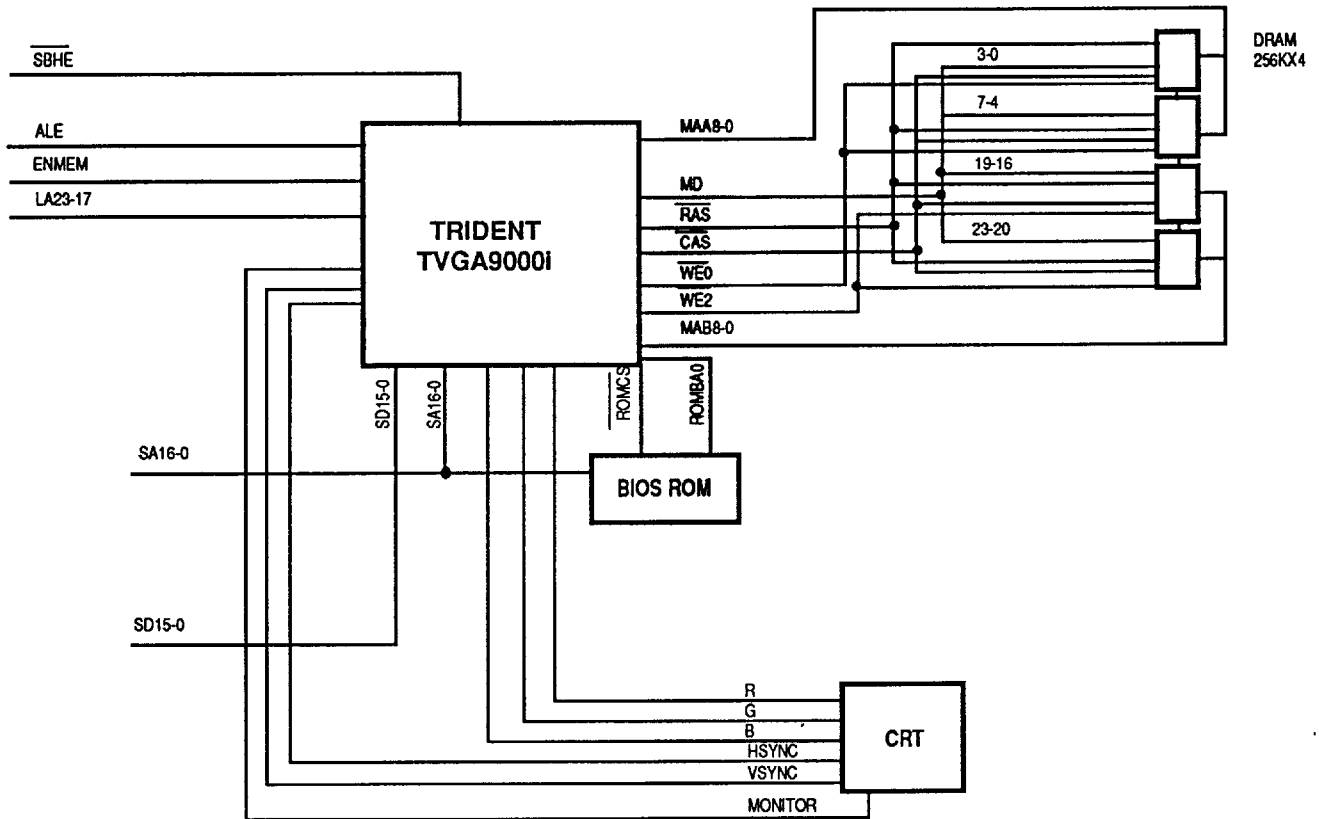 SBHE
ALE
ENMEM
LA23-17
TRIDENT
TVGA9000i
MAA8-0
MD
RAS
CAS
WE0
WE2
MAB8-0
3-0
7-4
19-16
23-20
DRAM
256KX4
SD15-0
SA16-0
ROMCS
ROMBA0
SA16-0
BIOS ROM
SD15-0
R
G
B
HSYNC
VSYNC
MONITOR
CRT